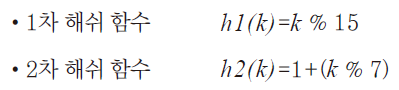 • 1차 해쉬 함수 h1(k)=k % 15
• 2차 해쉬 함수 h2(k)=1+(k % 7)